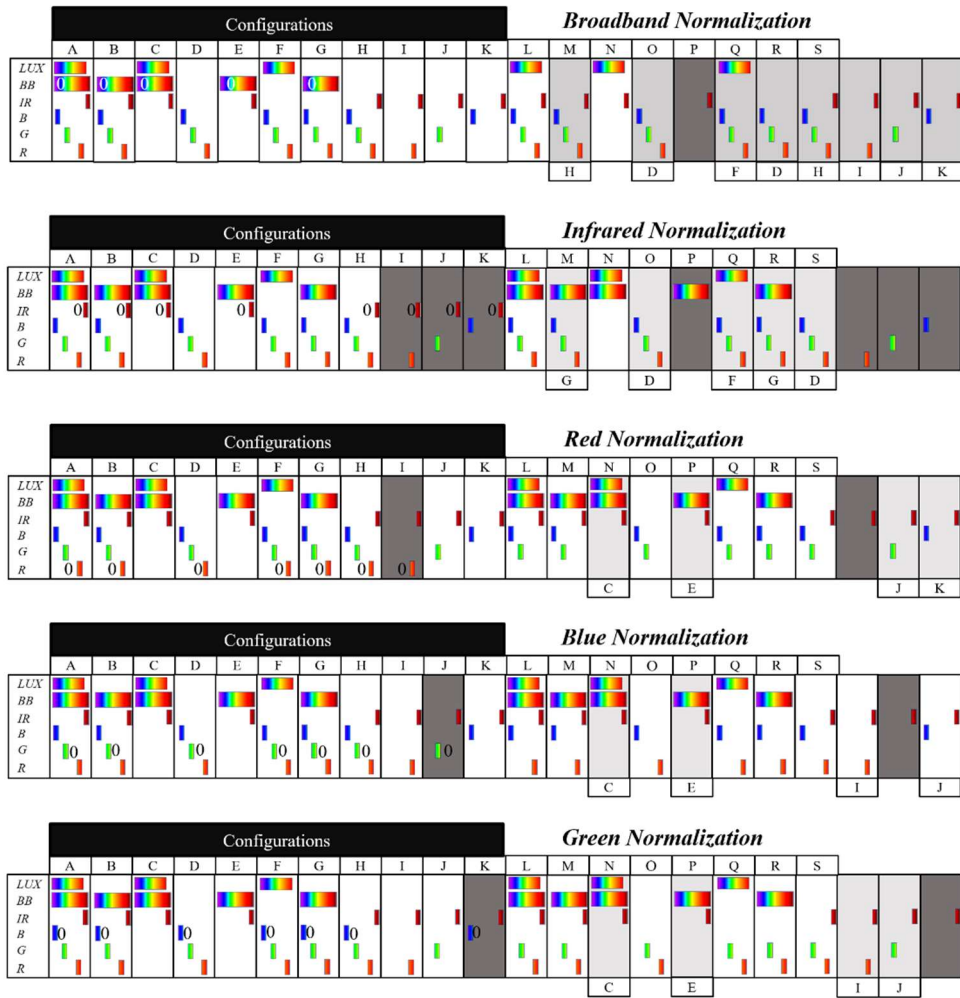 Configurations Broadband Normalization
A B C D E F G H I J K L M N O P Q R S
LUX
BB 0 0 0 0 0
IR
B
G
R
H D F D H I J K
Configurations Infrared Normalization
A B C D E F G H I J K L M N O P Q R S
LUX
BB
IR 0 0 0 0 0 0 0
B
G
R
G D F G D
Configurations Red Normalization
A B C D E F G H I J K L M N O P Q R S
LUX
BB
IR
B
G
R 0 0 0 0 0 0 0
C E J K
Configurations Blue Normalization
A B C D E F G H I J K L M N O P Q R S
LUX
BB
IR
B
G 0 0 0 0 0 0 0
R
C E I J
Configurations Green Normalization
A B C D E F G H I J K L M N O P Q R S
LUX
BB
IR
B 0 0 0 0 0 0 0
G
R
C E I J